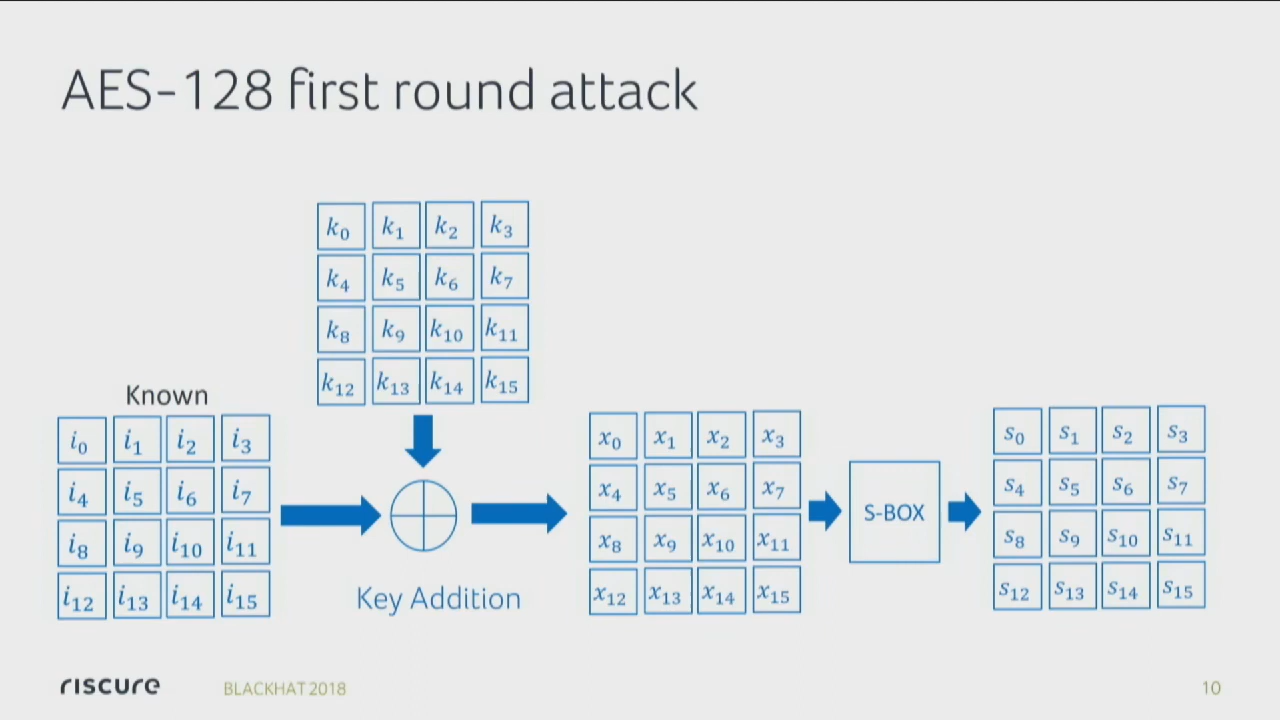 AES-128 first round attack
k₀ k₁ k₂ k₃
k₄ k₅ k₆ k₇
k₈ k₉ k₁₀ k₁₁
k₁₂ k₁₃ k₁₄ k₁₅
Known
i₀ i₁ i₂ i₃
i₄ i₅ i₆ i₇
i₈ i₉ i₁₀ i₁₁
i₁₂ i₁₃ i₁₄ i₁₅
Key Addition
x₀ x₁ x₂ x₃
x₄ x₅ x₆ x₇
x₈ x₉ x₁₀ x₁₁
x₁₂ x₁₃ x₁₄ x₁₅
S-BOX
s₀ s₁ s₂ s₃
s₄ s₅ s₆ s₇
s₈ s₉ s₁₀ s₁₁
s₁₂ s₁₃ s₁₄ s₁₅
riscure
BLACKHAT 2018
10